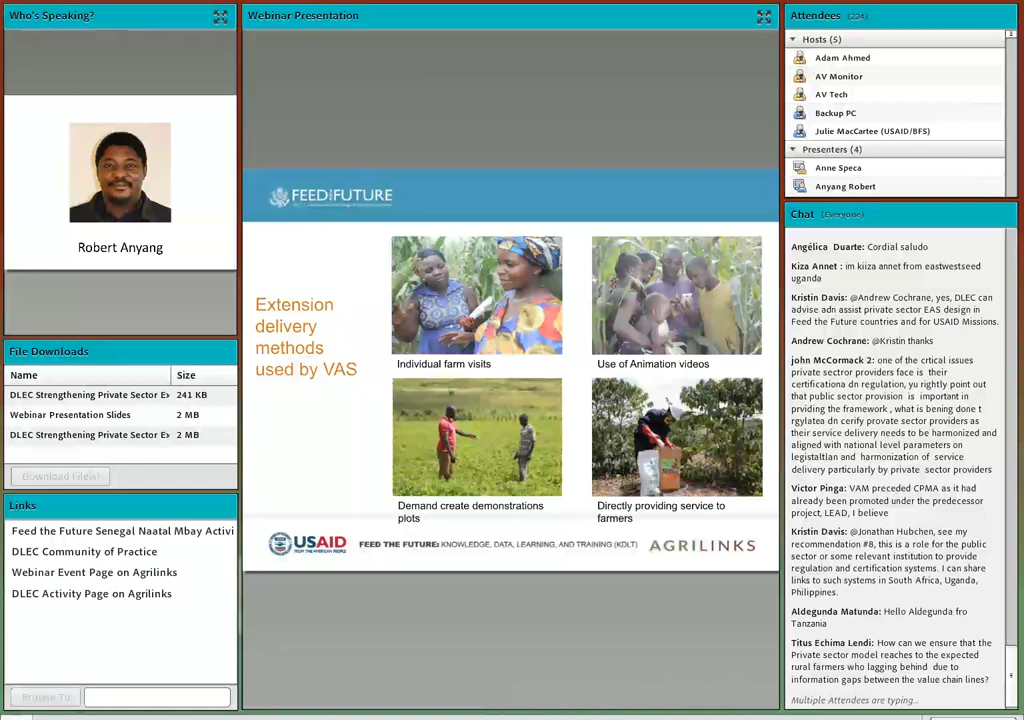 Who's Speaking?
Robert Anyang
File Downloads
Name Size
DLEC Strengthening Private Sector Ex 241 KB
Webinar Presentation Slides 2 MB
DLEC Strengthening Private Sector Ex 2 MB
Download File(s)
Links
Feed the Future Senegal Naatal Mbay Activi
DLEC Community of Practice
Webinar Event Page on Agrilinks
DLEC Activity Page on Agrilinks
Browse To
Webinar Presentation
FEED THE FUTURE
Extension
delivery
methods
used by VAS
Individual farm visits
Use of Animation videos
Demand create demonstrations
plots
Directly providing service to
farmers
USAID
FROM THE AMERICAN PEOPLE
FEED THE FUTURE: KNOWLEDGE, DATA, LEARNING, AND TRAINING (KDLT)
AGRILINKS
Attendees (224)
Hosts (5)
Adam Ahmed
AV Monitor
AV Tech
Backup PC
Julie MacCartee (USAID/BFS)
Presenters (4)
Anne Speca
Anyang Robert
Chat (Everyone)
Angélica Duarte: Cordial saludo
Kiza Annet : im kiiza annet from eastwestseed
uganda
Kristin Davis: @Andrew Cochrane, yes, DLEC can
advise adn assist private sector EAS design in
Feed the Future countries and for USAID Missions.
Andrew Cochrane: @Kristin thanks
john McCormack 2: one of the crtical issues
private sectror providers face is their
certificationa dn regulation, yu rightly point out
that public sector provision is important in
prividing the framework , what is bening done t
rgylatea dn cerify provate sector providers as
their service delivery needs to be harmonized and
aligned with national level parameters on
legistaltlan and harmonization of service
delivery particularly by private sector providers
Victor Pinga: VAM preceded CPMA as it had
already been promoted under the predecessor
project, LEAD, I believe
Kristin Davis: @Jonathan Hubchen, see my
recommendation #8, this is a role for the public
sector or some relevant institution to provide
regulation and certification systems. I can share
links to such systems in South Africa, Uganda,
Philippines.
Aldegunda Matunda: Hello Aldegunda fro
Tanzania
Titus Echima Lendi: How can we ensure that the
Private sector model reaches to the expected
rural farmers who lagging behind due to
information gaps between the value chain lines?
Multiple Attendees are typing...